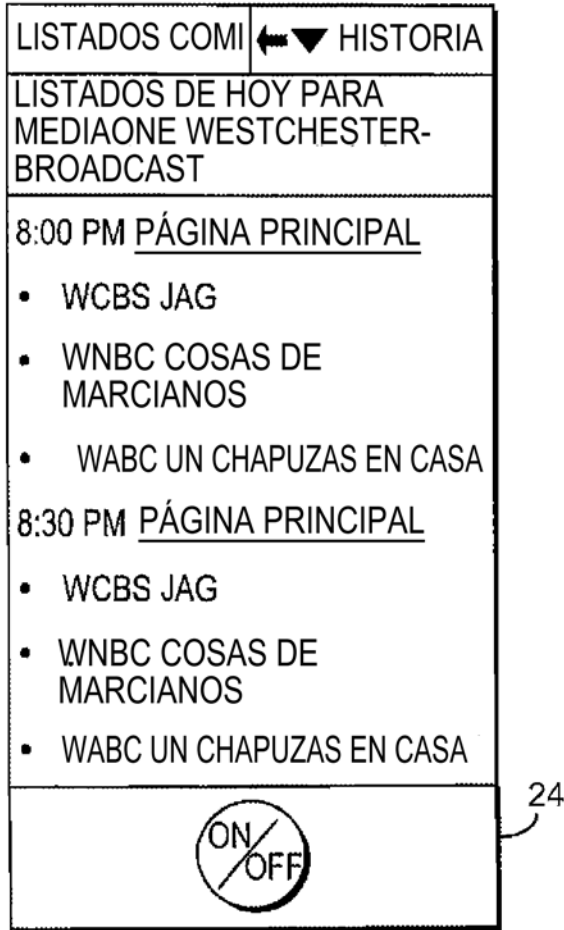 LISTADOS COMI HISTORIA
LISTADOS DE HOY PARA
MEDIAONE WESTCHESTER-
BROADCAST
8:00 PM PÁGINA PRINCIPAL
• WCBS JAG
• WNBC COSAS DE
MARCIANOS
• WABC UN CHAPUZAS EN CASA
8:30 PM PÁGINA PRINCIPAL
• WCBS JAG
• WNBC COSAS DE
MARCIANOS
• WABC UN CHAPUZAS EN CASA
24
ON/
OFF